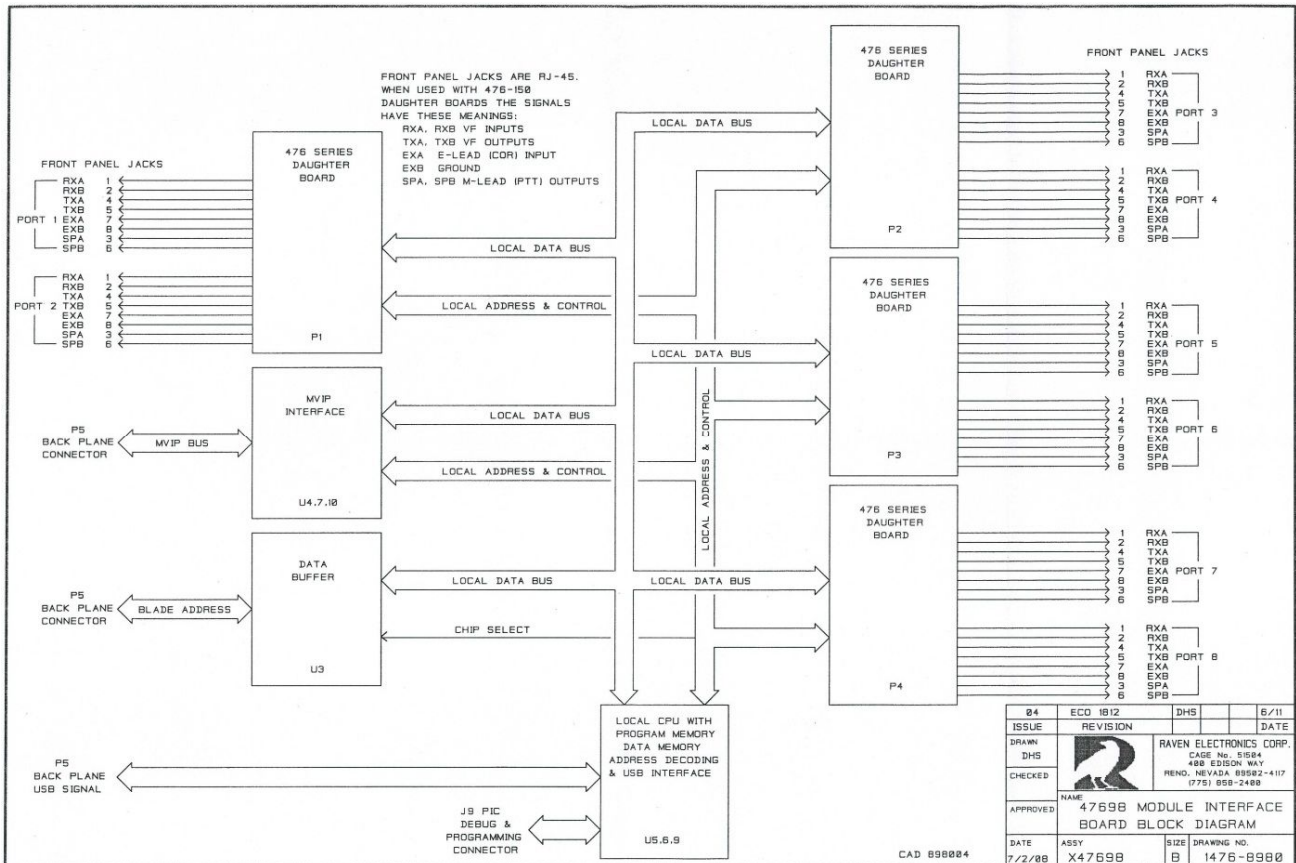 FRONT PANEL JACKS ARE RJ-45.
WHEN USED WITH 476-150
DAUGHTER BOARDS THE SIGNALS
HAVE THESE MEANINGS:
RXA, RXB VF INPUTS
TXA, TXB VF OUTPUTS
EXA E-LEAD (COR) INPUT
EXB GROUND
SPA, SPB M-LEAD (PTT) OUTPUTS
FRONT PANEL JACKS
PORT 1
RXA 1
RXB 2
TXA 4
TXB 5
EXA 7
EXB 8
SPA 3
SPB 6
PORT 2
RXA 1
RXB 2
TXA 4
TXB 5
EXA 7
EXB 8
SPA 3
SPB 6
476 SERIES
DAUGHTER
BOARD
P1
LOCAL DATA BUS
LOCAL ADDRESS & CONTROL
P5
BACK PLANE
CONNECTOR
MVIP BUS
MVIP
INTERFACE
U4,7,10
LOCAL DATA BUS
LOCAL ADDRESS & CONTROL
P5
BACK PLANE
CONNECTOR
BLADE ADDRESS
DATA
BUFFER
U3
LOCAL DATA BUS
CHIP SELECT
P5
BACK PLANE
USB SIGNAL
J9 PIC
DEBUG &
PROGRAMMING
CONNECTOR
LOCAL CPU WITH
PROGRAM MEMORY
DATA MEMORY
ADDRESS DECODING
& USB INTERFACE
U5,6,9
LOCAL ADDRESS & CONTROL
LOCAL DATA BUS
476 SERIES
DAUGHTER
BOARD
P2
FRONT PANEL JACKS
1 RXA
2 RXB
4 TXA
5 TXB
7 EXA
8 EXB
3 SPA
6 SPB
PORT 3
1 RXA
2 RXB
4 TXA
5 TXB
7 EXA
8 EXB
3 SPA
6 SPB
PORT 4
LOCAL DATA BUS
476 SERIES
DAUGHTER
BOARD
P3
1 RXA
2 RXB
4 TXA
5 TXB
7 EXA
8 EXB
3 SPA
6 SPB
PORT 5
1 RXA
2 RXB
4 TXA
5 TXB
7 EXA
8 EXB
3 SPA
6 SPB
PORT 6
LOCAL DATA BUS
476 SERIES
DAUGHTER
BOARD
P4
1 RXA
2 RXB
4 TXA
5 TXB
7 EXA
8 EXB
3 SPA
6 SPB
PORT 7
1 RXA
2 RXB
4 TXA
5 TXB
7 EXA
8 EXB
3 SPA
6 SPB
PORT 8
CAD 898004
04 ECO 1812 DHS 6/11
ISSUE REVISION DATE
DRAWN
DHS
CHECKED
APPROVED
RAVEN ELECTRONICS CORP.
CAGE No. 51504
400 EDISON WAY
RENO, NEVADA 89502-4117
(775) 858-2400
NAME
47698 MODULE INTERFACE
BOARD BLOCK DIAGRAM
DATE
7/2/08
ASSY
X47698
SIZE
B
DRAWING NO.
1476-8980